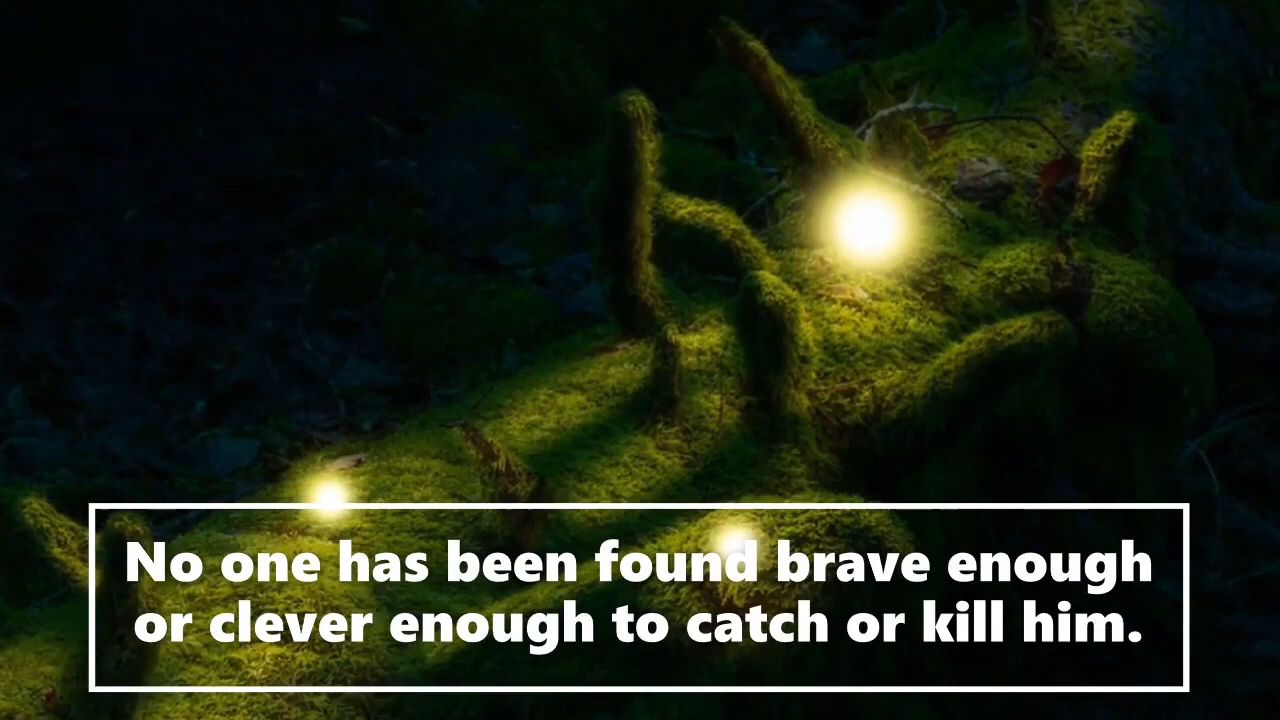 No one has been found brave enough
or clever enough to catch or kill him.